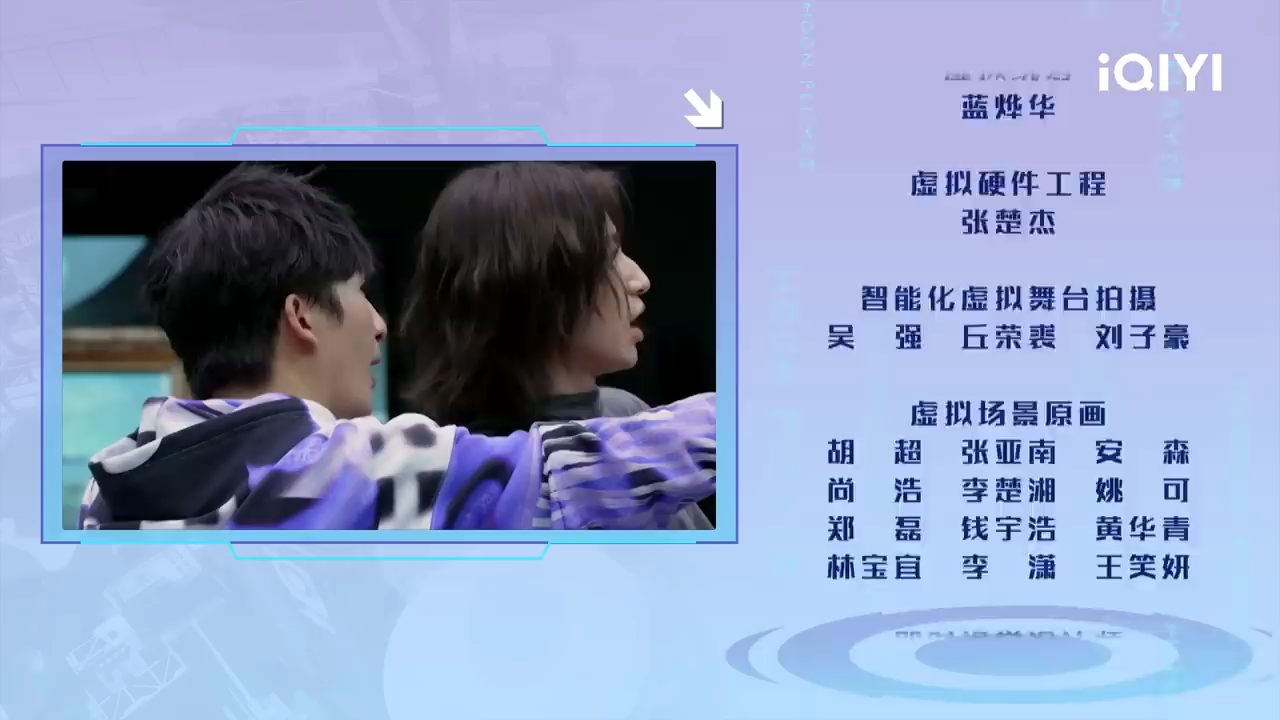 iQIYI
蓝烨华
虚拟硬件工程
张楚杰
智能化虚拟舞台拍摄
吴　强　丘荣裘　刘子豪
虚拟场景原画
胡　超　张亚南　安　森
尚　浩　李楚湘　姚　可
郑　磊　钱宇浩　黄华青
林宝宜　李　潇　王笑妍